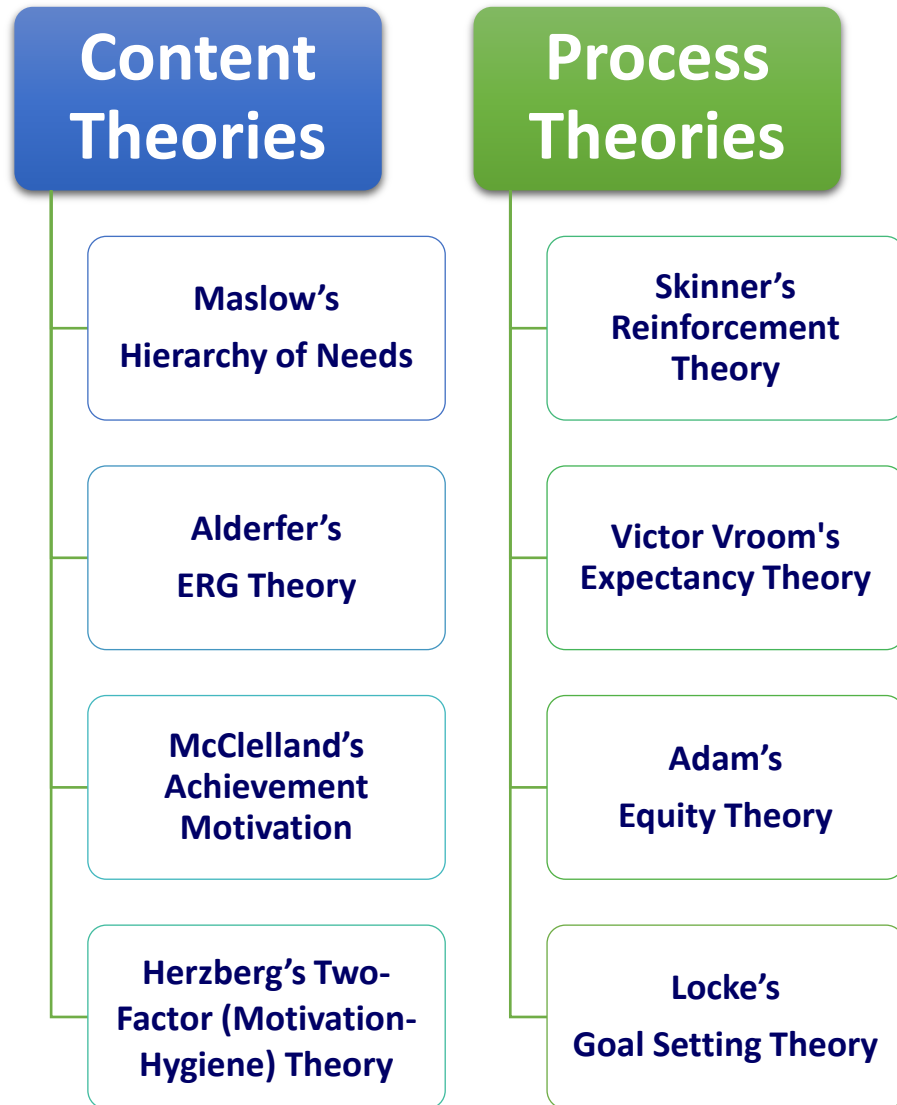 Content
Theories
Maslow’s
Hierarchy of Needs
Alderfer’s
ERG Theory
McClelland’s
Achievement
Motivation
Herzberg’s Two-
Factor (Motivation-
Hygiene) Theory
Process
Theories
Skinner’s
Reinforcement
Theory
Victor Vroom's
Expectancy Theory
Adam’s
Equity Theory
Locke’s
Goal Setting Theory